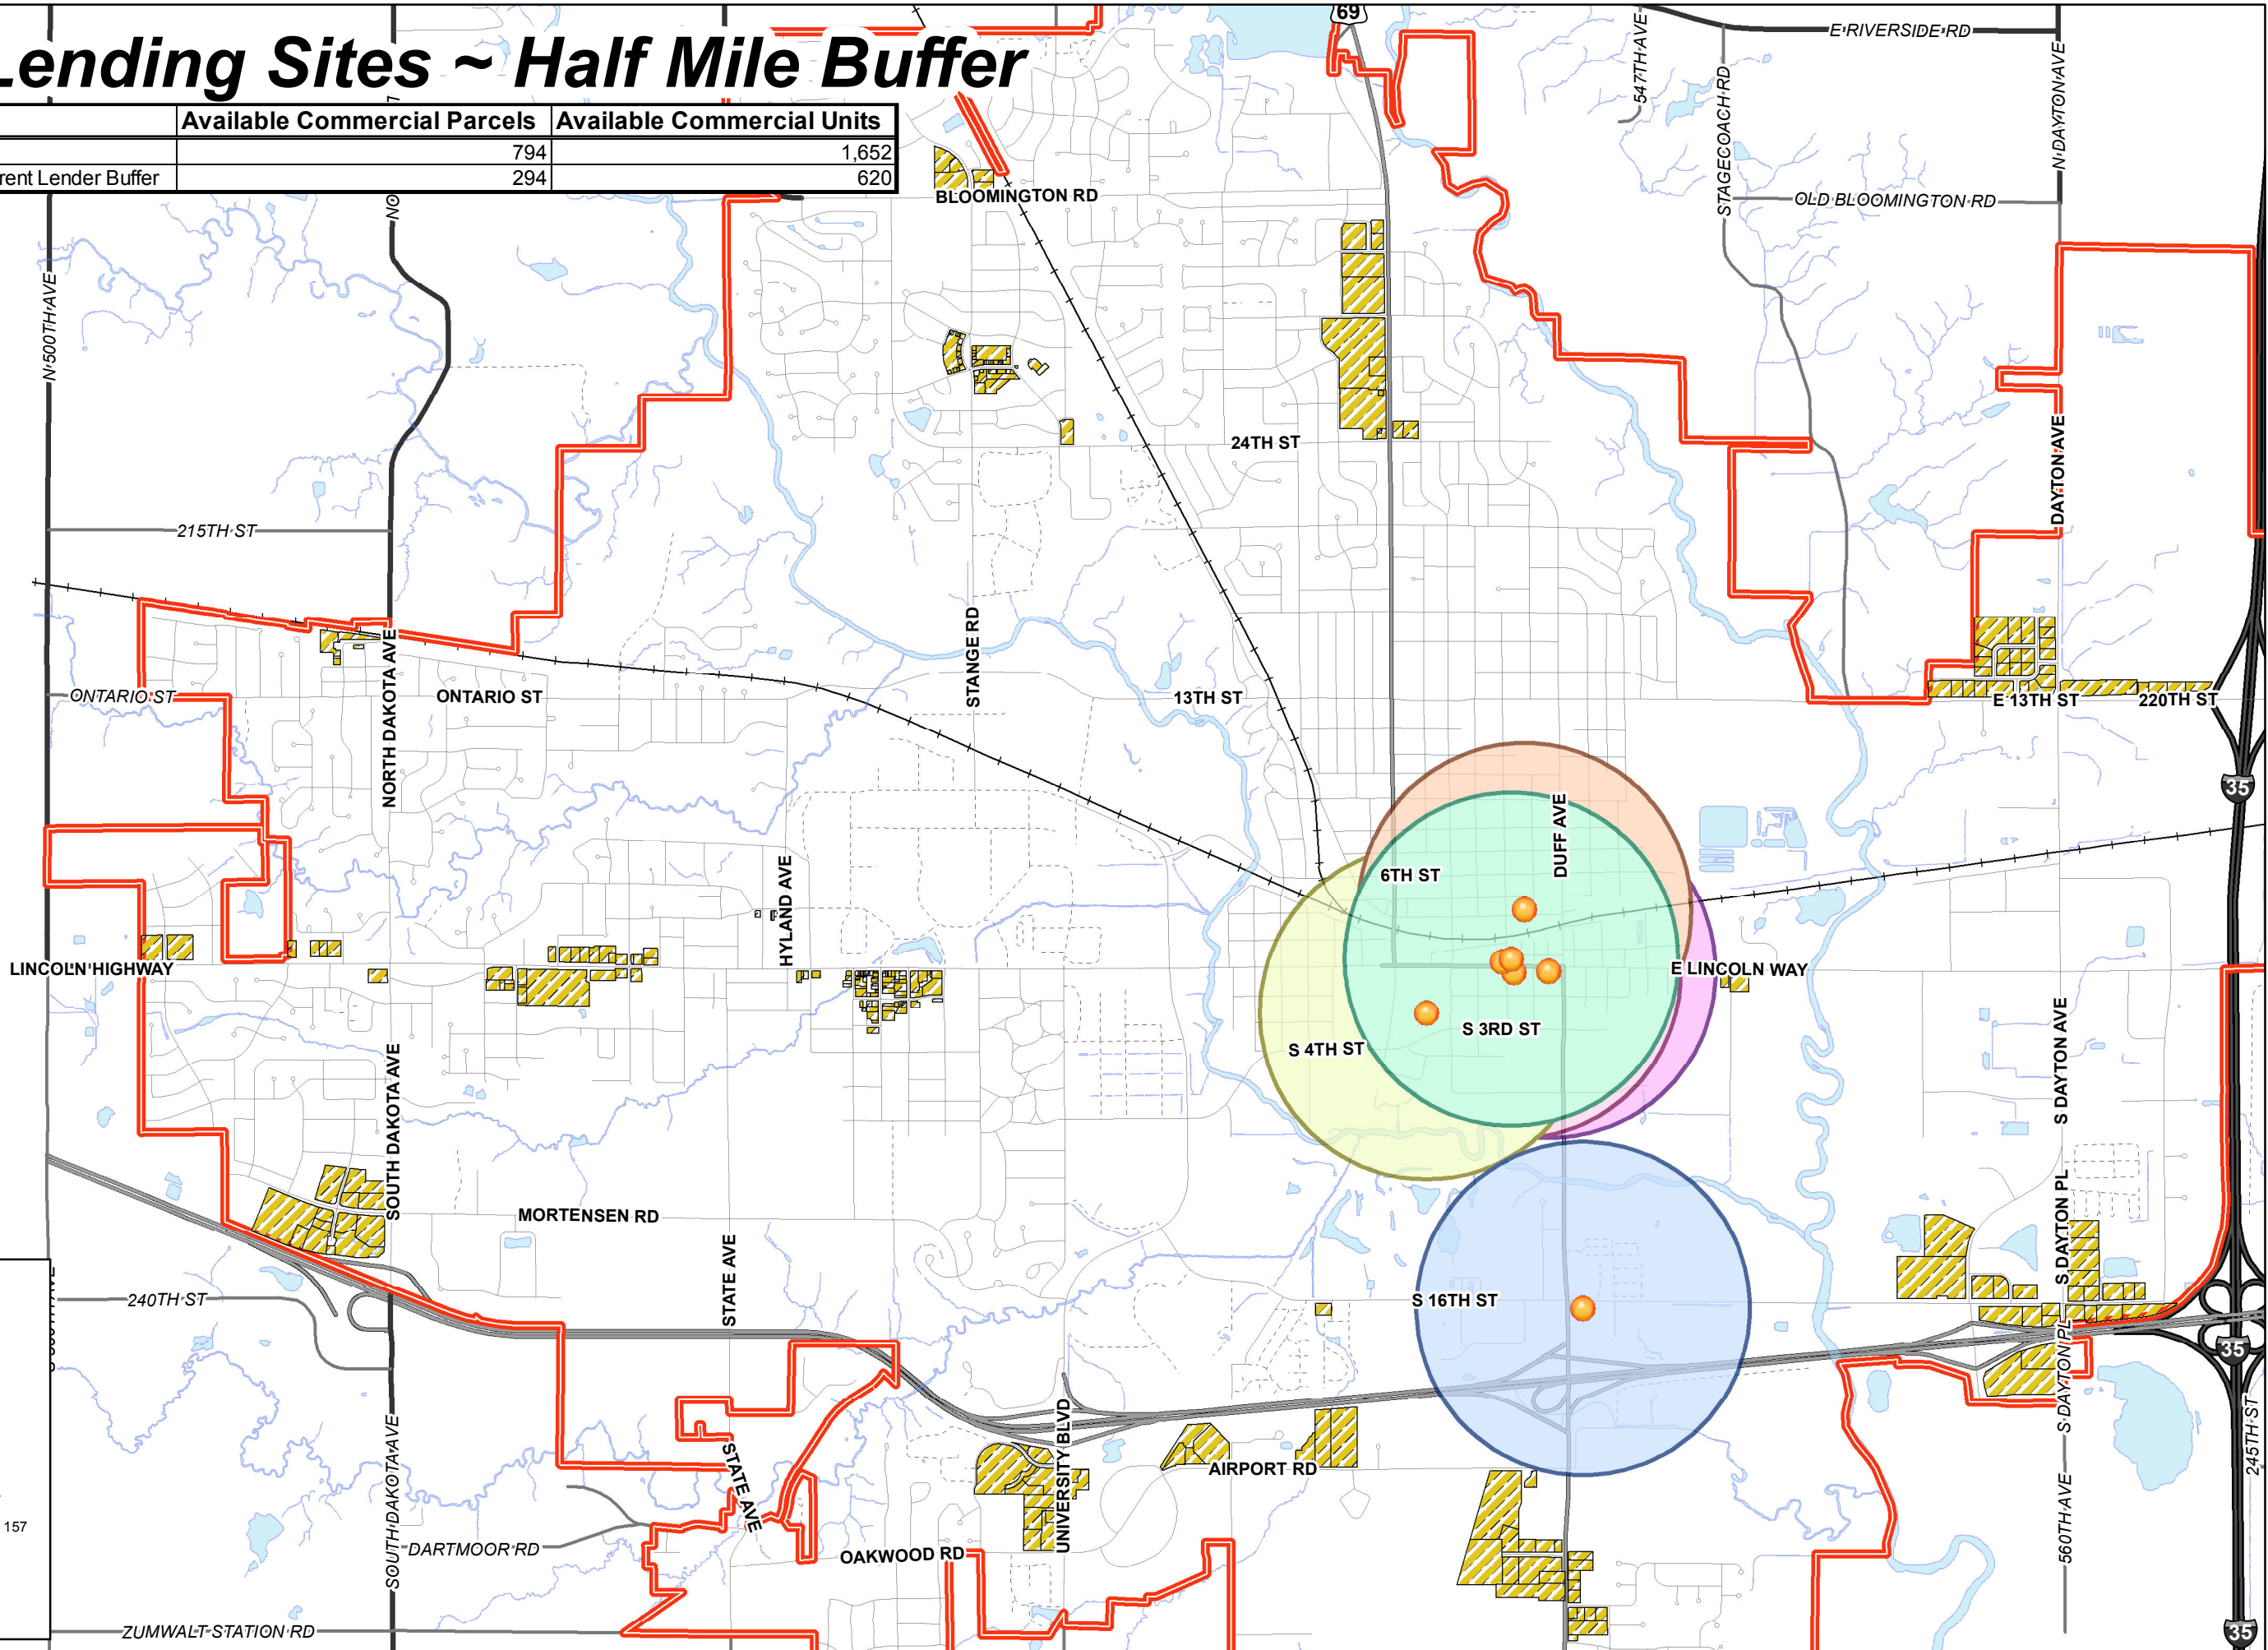 Lending Sites ~ Half Mile Buffer
Available Commercial Parcels Available Commercial Units
794 1,652
rent Lender Buffer 294 620
69
547TH AVE
E RIVERSIDE RD
STAGECOACH RD
N DAYTON AVE
OLD BLOOMINGTON RD
BLOOMINGTON RD
N 500TH AVE
NO
24TH ST
DAYTON AVE
215TH ST
ONTARIO ST
NORTH DAKOTA AVE
ONTARIO ST
STANGE RD
13TH ST
E 13TH ST
220TH ST
35
DUFF AVE
6TH ST
HYLAND AVE
LINCOLN HIGHWAY
E LINCOLN WAY
S 3RD ST
S 4TH ST
S DAYTON AVE
SOUTH DAKOTA AVE
MORTENSEN RD
STATE AVE
S DAYTON PL
240TH ST
S 16TH ST
35
S DAYTON PL
UNIVERSITY BLVD
AIRPORT RD
STATE AVE
245TH ST
SOUTH DAKOTA AVE
157
DARTMOOR RD
OAKWOOD RD
560TH AVE
ZUMWALT STATION RD
35